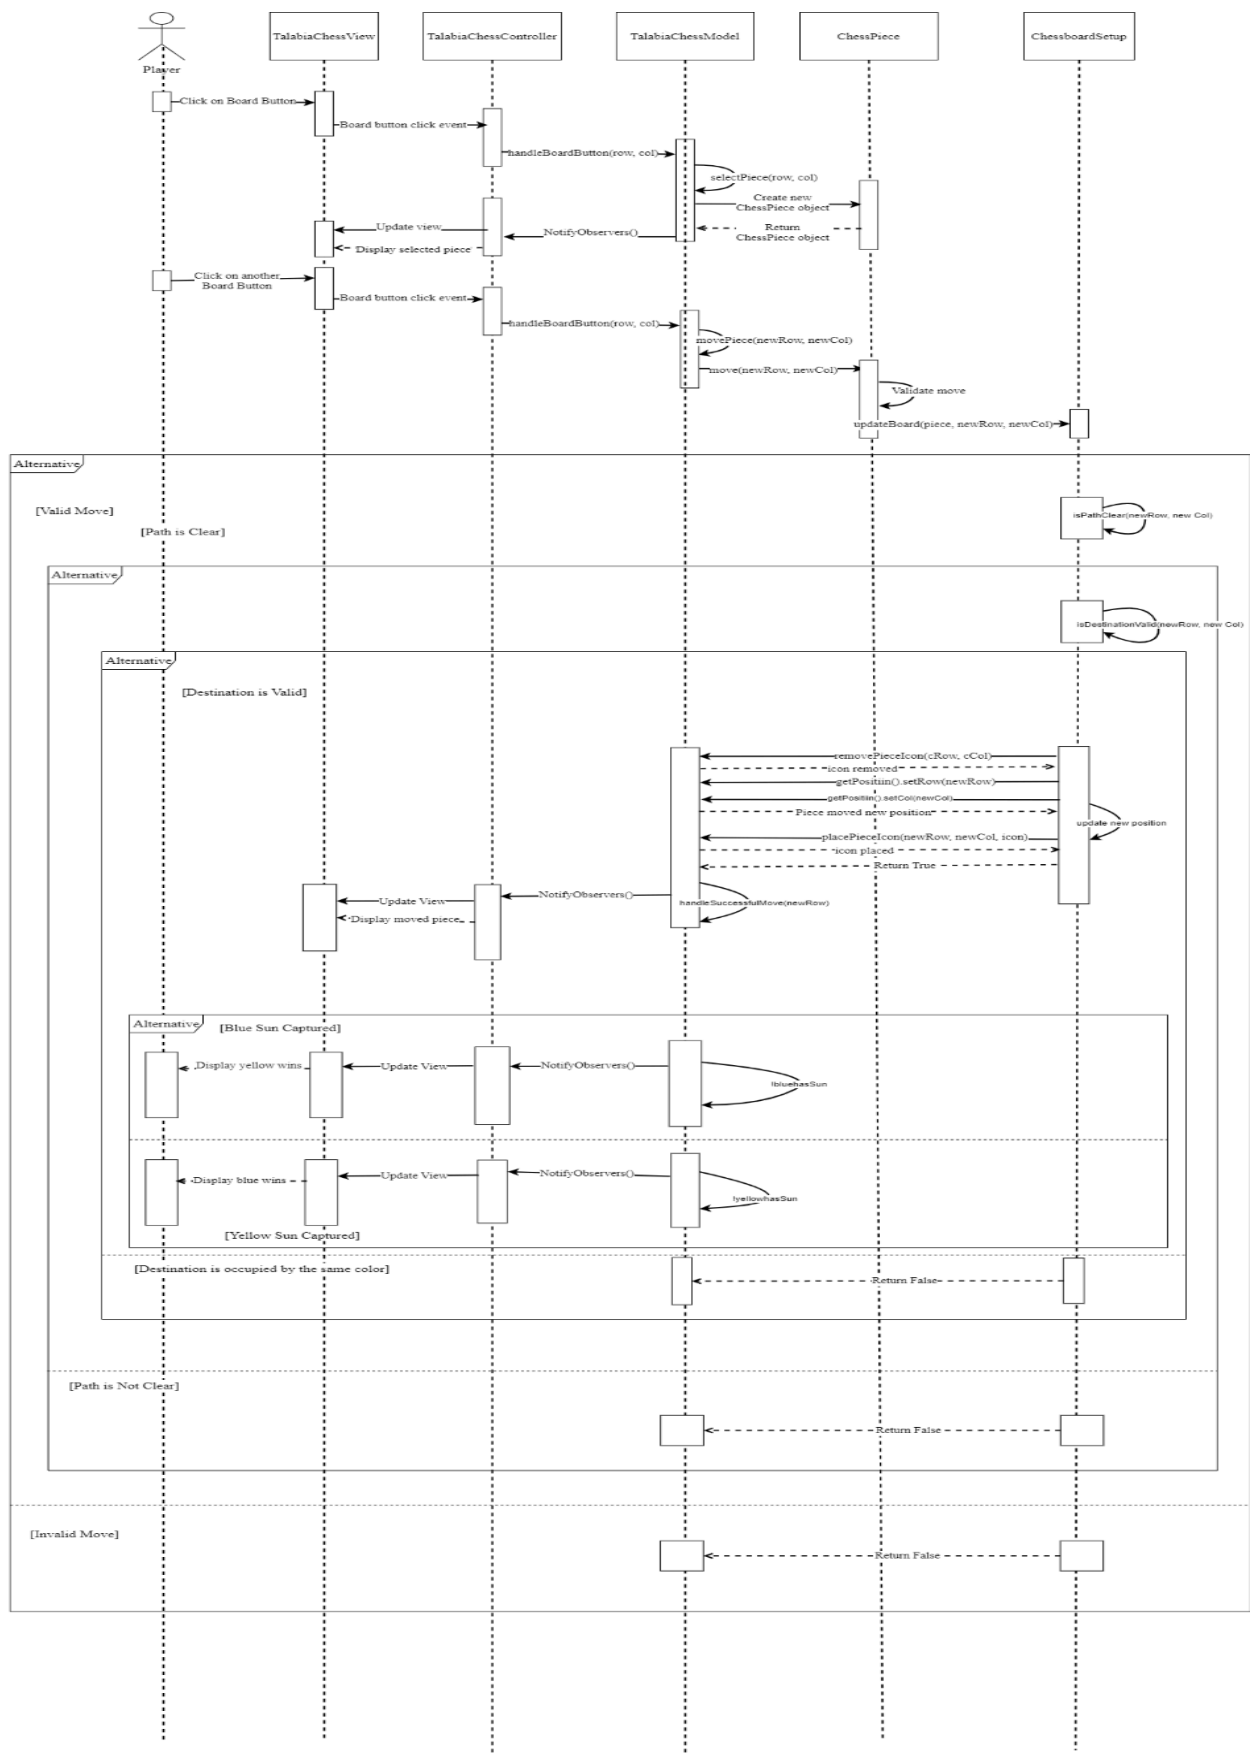 Player
TalabiaChessView
TalabiaChessController
TalabiaChessModel
ChessPiece
ChessboardSetup
Click on Board Button
Board button click event
handleBoardButton(row, col)
selectPiece(row, col)
Create new
ChessPiece object
Return
ChessPiece object
NotifyObservers()
Update view
Display selected piece
Click on another
Board Button
Board button click event
handleBoardButton(row, col)
movePiece(newRow, newCol)
move(newRow, newCol)
Validate move
updateBoard(piece, newRow, newCol)
Alternative
[Valid Move]
isPathClear(newRow, new Col)
[Path is Clear]
Alternative
isDestinationValid(newRow, new Col)
Alternative
[Destination is Valid]
removePieceIcon(cRow, cCol)
icon removed
getPositiin().setRow(newRow)
getPositiin().setCol(newCol)
Piece moved new position
update new position
placePieceIcon(newRow, newCol, icon)
icon placed
Return True
NotifyObservers()
handleSuccessfulMove(newRow)
Update View
Display moved piece
Alternative
[Blue Sun Captured]
Display yellow wins
Update View
NotifyObservers()
!bluehasSun
Display blue wins
Update View
NotifyObservers()
!yellowhasSun
[Yellow Sun Captured]
[Destination is occupied by the same color]
Return False
[Path is Not Clear]
Return False
[Invalid Move]
Return False